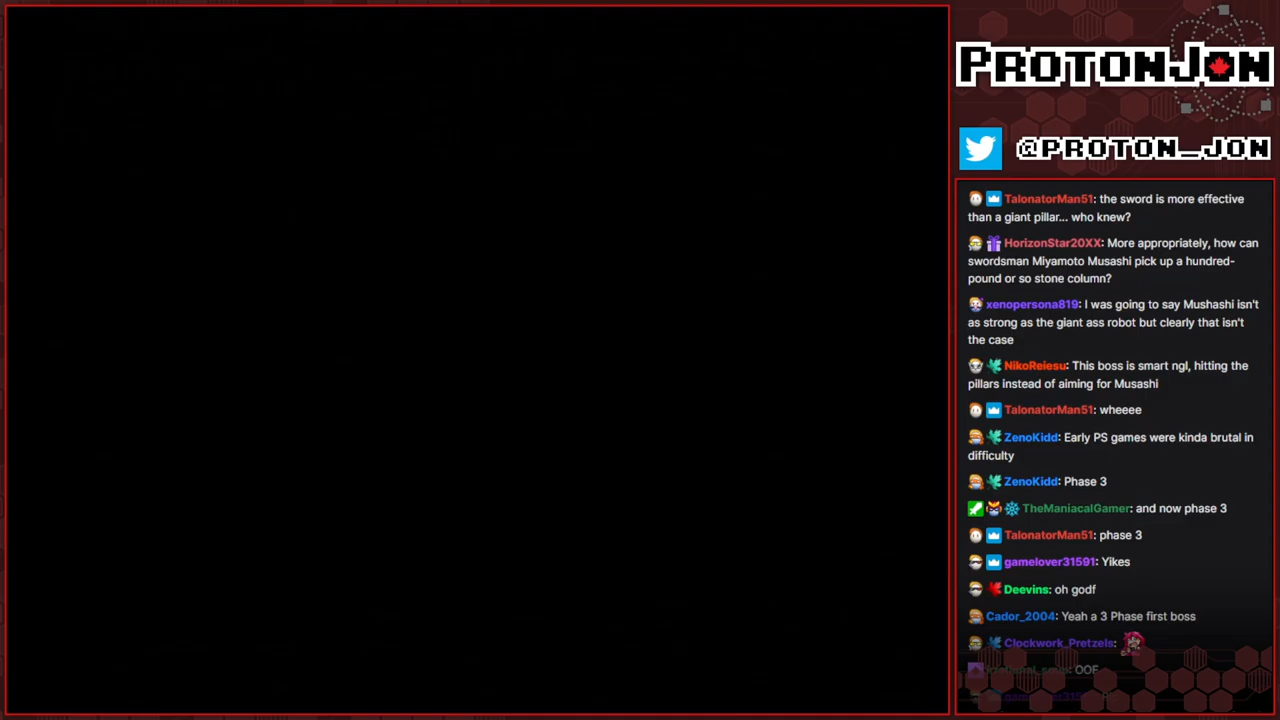 PROTONJON
@PROTON_JON
TalonatorMan51: the sword is more effective
than a giant pillar... who knew?
HorizonStar20XX: More appropriately, how can
swordsman Miyamoto Musashi pick up a hundred-
pound or so stone column?
xenopersona819: I was going to say Mushashi isn't
as strong as the giant ass robot but clearly that isn't
the case
NikoReiesu: This boss is smart ngl, hitting the
pillars instead of aiming for Musashi
TalonatorMan51: wheeee
ZenoKidd: Early PS games were kinda brutal in
difficulty
ZenoKidd: Phase 3
TheManiacalGamer: and now phase 3
TalonatorMan51: phase 3
gamelover31591: Yikes
Deevins: oh godf
Cador_2004: Yeah a 3 Phase first boss
Clockwork_Pretzels:
OOF